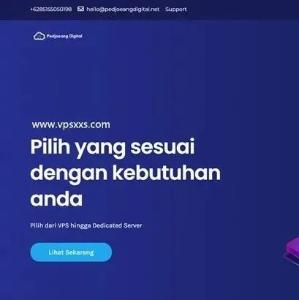 +6285155050198 hello@pedjoeangdigital.net Support
Pedjoeang Digital
www.vpsxxs.com
Pilih yang sesuai
dengan kebutuhan
anda
Pilih dari VPS hingga Dedicated Server
Lihat Sekarang